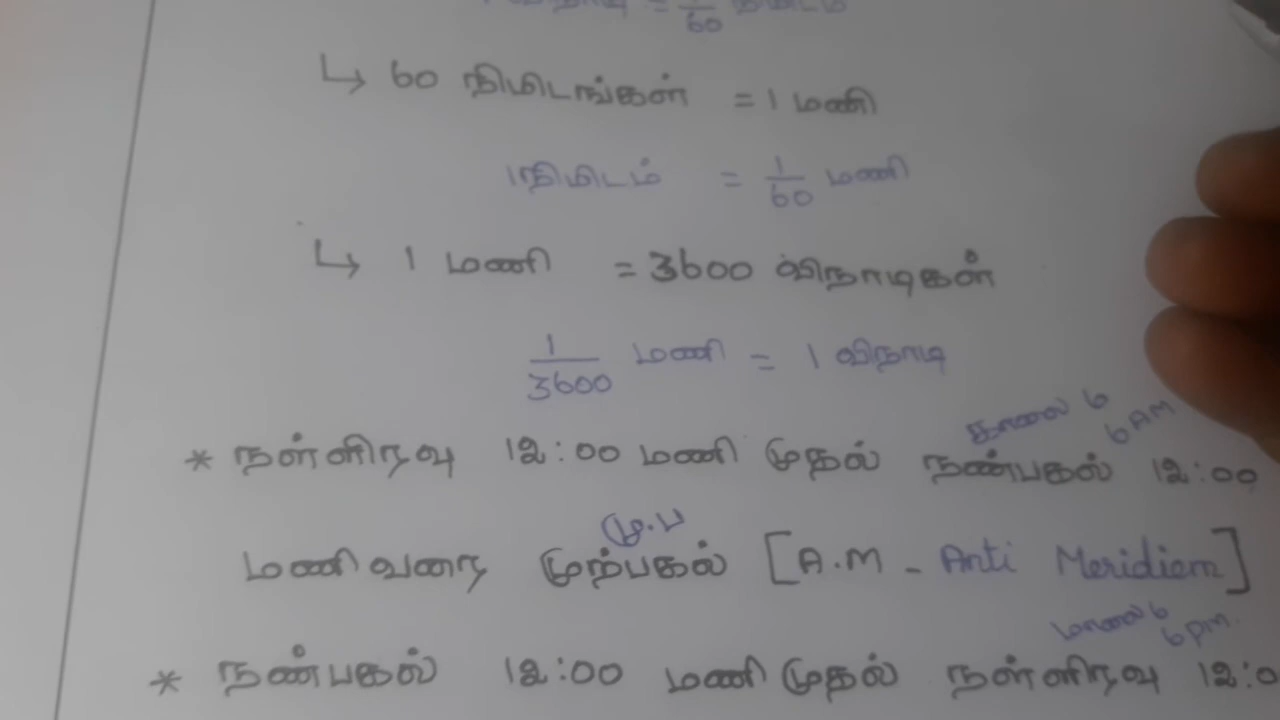 = 1/60
↳ 60 நிமிடங்கள் = 1 மணி
1நிமிடம் = 1/60 மணி
↳ 1 மணி = 3600 விநாடிகள்
1/3600 மணி = 1 விநாடி
காலை 6
6 AM
* நள்ளிரவு 12:00 மணி முதல் நண்பகல் 12:00
மு.ப
மணிவரை முற்பகல் [A.M - Anti Meridiem]
மாலை 6
6 pm.
* நண்பகல் 12:00 மணி முதல் நள்ளிரவு 12:0